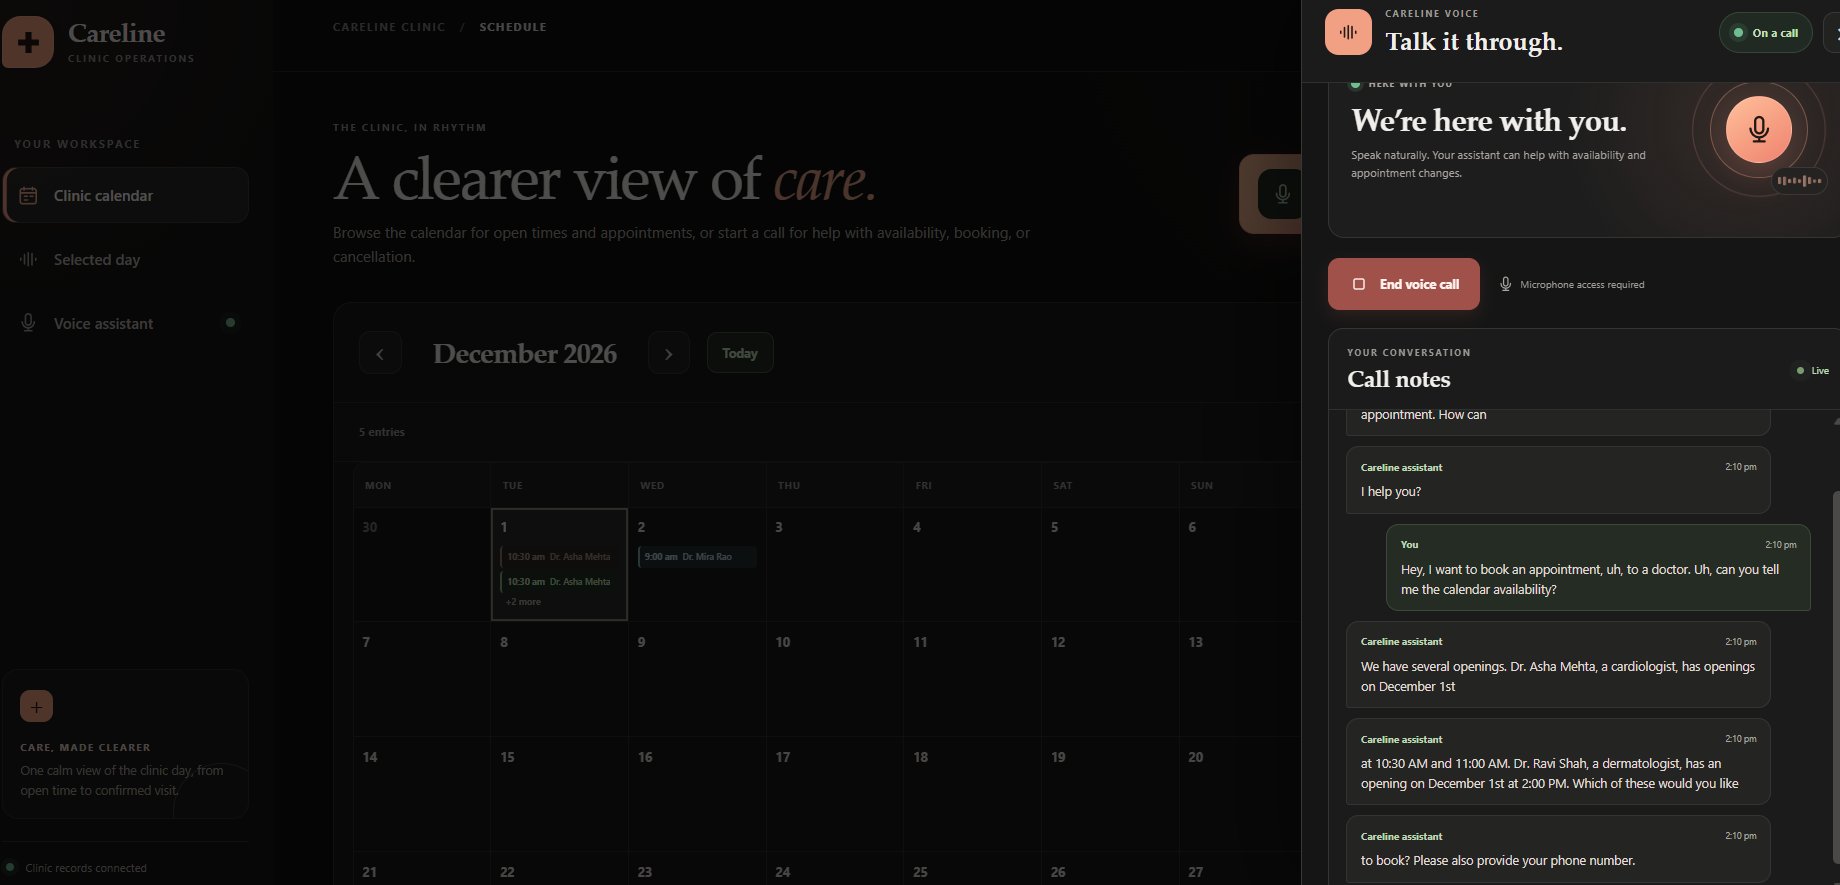 Careline
CLINIC OPERATIONS
YOUR WORKSPACE
Clinic calendar
Selected day
Voice assistant
CARE, MADE CLEARER
One calm view of the clinic day, from
open time to confirmed visit.
Clinic records connected
CARELINE CLINIC / SCHEDULE
THE CLINIC, IN RHYTHM
A clearer view of care.
Browse the calendar for open times and appointments, or start a call for help with availability, booking, or
cancellation.
December 2026
Today
5 entries
MON TUE WED THU FRI SAT SUN
30 1 2 3 4 5 6
10:30 am Dr. Asha Mehta
9:00 am Dr. Mira Rao
10:30 am Dr. Asha Mehta
+2 more
7 8 9 10 11 12 13
14 15 16 17 18 19 20
21 22 23 24 25 26 27
CARELINE VOICE
Talk it through.
On a call
HERE WITH YOU
We’re here with you.
Speak naturally. Your assistant can help with availability and
appointment changes.
End voice call
Microphone access required
YOUR CONVERSATION
Call notes
Live
appointment. How can
Careline assistant 2:10 pm
I help you?
You 2:10 pm
Hey, I want to book an appointment, uh, to a doctor. Uh, can you tell
me the calendar availability?
Careline assistant 2:10 pm
We have several openings. Dr. Asha Mehta, a cardiologist, has openings
on December 1st
Careline assistant 2:10 pm
at 10:30 AM and 11:00 AM. Dr. Ravi Shah, a dermatologist, has an
opening on December 1st at 2:00 PM. Which of these would you like
Careline assistant 2:10 pm
to book? Please also provide your phone number.